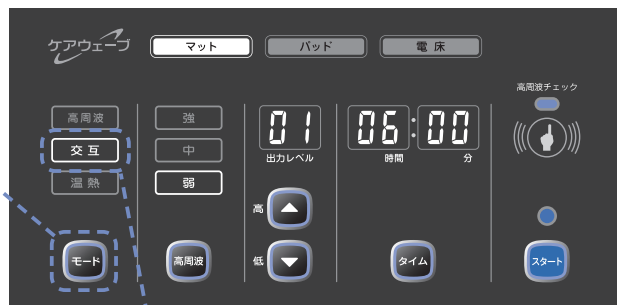 ケアウェーブ マット パッド 電床
高周波チェック
高周波 強
交互 中
温熱 弱
01 06:00
出力レベル 時間 分
高
低
モード 高周波 タイム スタート